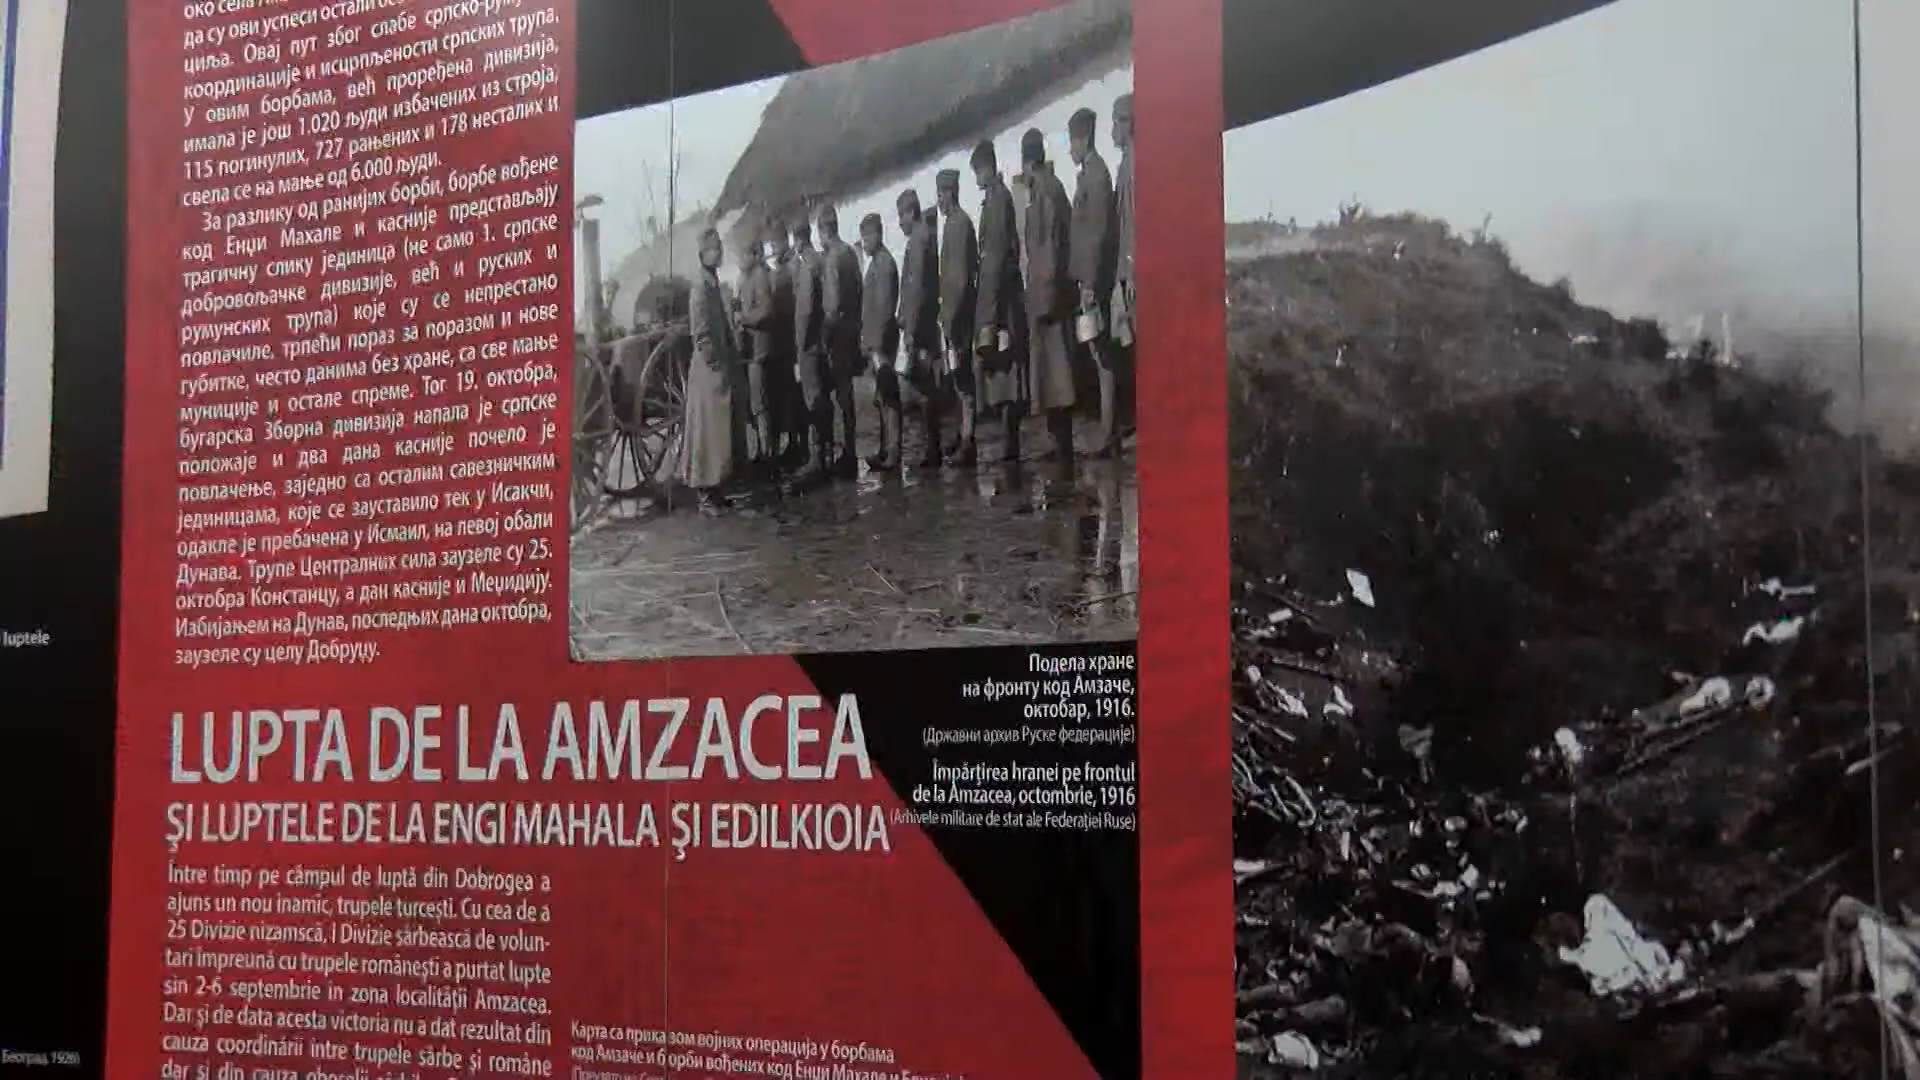 око села
да су ови успеси остали
циља. Овај пут због слабе српско-
координације и исцрпљености српских трупа.
У овим борбама, већ проређена дивизија,
имала је још 1.020 људи избачених из строја,
115 погинулих, 727 рањених и 178 несталих и
свела се на мање од 6.000 људи.
За разлику од ранијих борби, борбе вођене
код Енџи Махале и касније представљају
трагичну слику јединица (не само 1. српске
добровољачке дивизије, већ и руских и
румунских трупа) које су се непрестано
повлачиле, трпећи пораз за поразом и нове
губитке, често данима без хране, са све мање
муниције и остале спреме. Тог 19. октобра,
бугарска Зборна дивизија напала је српске
положаје и два дана касније почело је
повлачење, заједно са осталим савезничким
јединицама, које се зауставило тек у Исакчи,
одакле је пребачена у Исмаил, на левој обали
Дунава. Трупе Централних сила заузеле су 25.
октобра Констанцу, а дан касније и Меџидију.
Избијањем на Дунав, последњих дана октобра,
заузеле су целу Добруџу.
luptele
Београд, 1926)
Подела хране
на фронту код Амзаче,
октобар, 1916.
(Државни архив Руске федерације)
Împărțirea hranei pe frontul
de la Amzacea, octombrie, 1916
(Arhivele militare de stat ale Federației Ruse)
LUPTA DE LA AMZACEA
ȘI LUPTELE DE LA ENGI MAHALA ȘI EDILKIOIA
Între timp pe câmpul de luptă din Dobrogea a
ajuns un nou inamic, trupele turcești. Cu cea de a
25 Divizie nizamscă, I Divizie sârbească de volun-
tari împreună cu trupele românești a purtat lupte
sin 2-6 septembrie in zona localității Amzacea.
Dar și de data acesta victoria nu a dat rezultat din
cauza coordinării între trupele sârbe și române
dar si din cauza
Карта са прика зом војних операција у борбама
код Амзаче и б орби вођених код Енџи Махале и